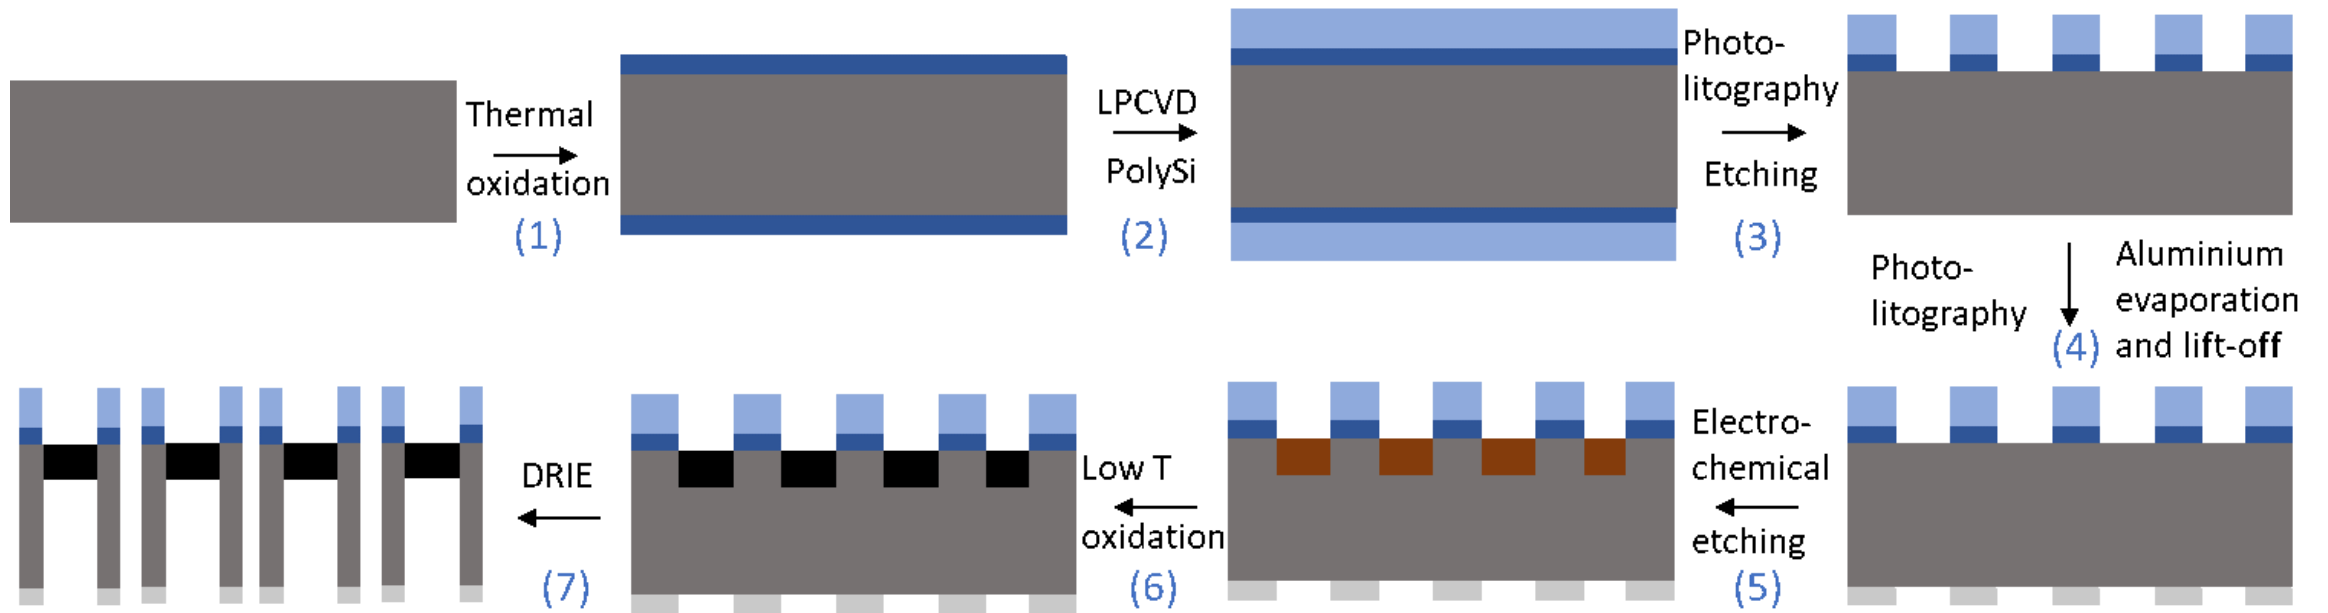 Thermal
oxidation
(1)
LPCVD
PolySi
(2)
Photo-
litography
Etching
(3)
Photo-
litography
Aluminium
evaporation
and lift-off
(4)
Electro-
chemical
etching
(5)
Low T
oxidation
(6)
DRIE
(7)